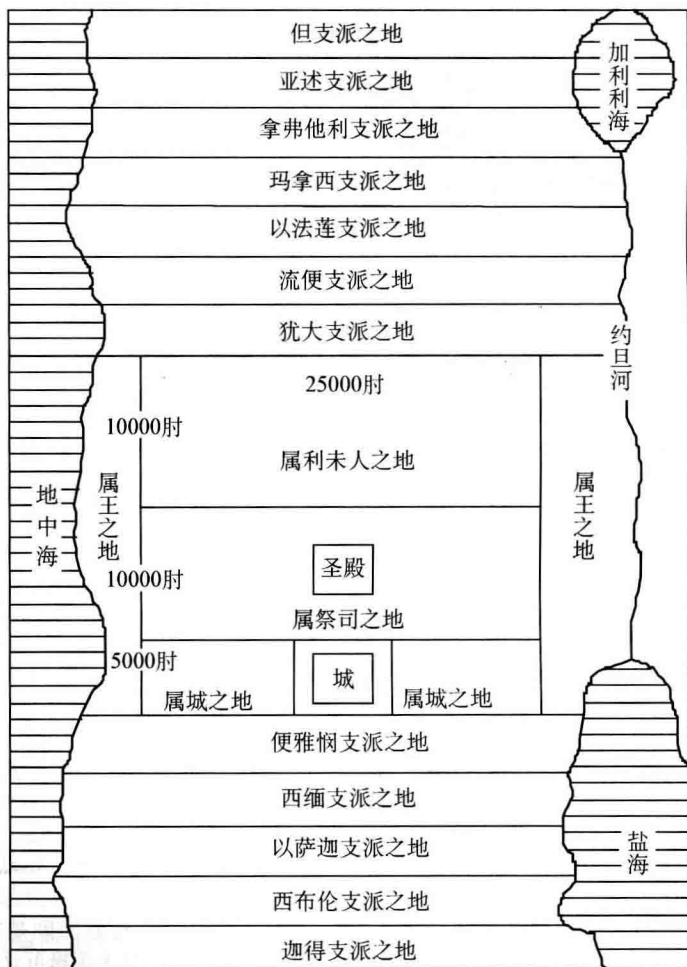 但支派之地
亚述支派之地
加利利海
拿弗他利支派之地
玛拿西支派之地
以法莲支派之地
流便支派之地
犹大支派之地
约旦河
25000肘
10000肘
属利未人之地
地中海
属王之地
属王之地
10000肘
圣殿
属祭司之地
5000肘
城
属城之地
属城之地
便雅悯支派之地
西缅支派之地
以萨迦支派之地
盐海
西布伦支派之地
迦得支派之地